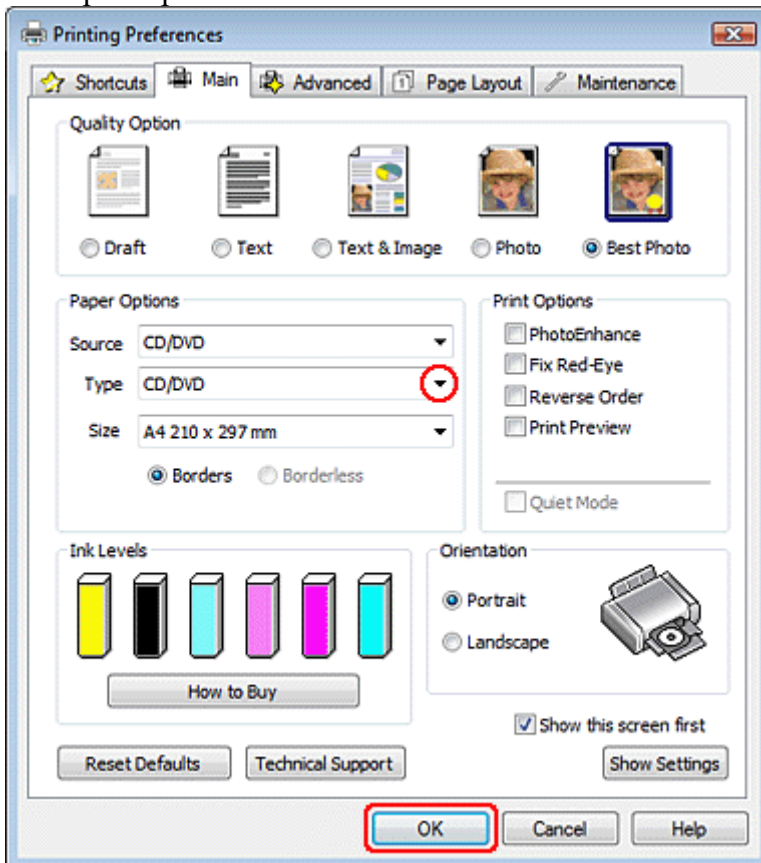 Printing Preferences
Shortcuts Main Advanced 1 Page Layout Maintenance
Quality Option
Draft Text Text & Image Photo Best Photo
Paper Options
Source CD/DVD
Type CD/DVD
Size A4 210 x 297 mm
Borders Borderless
Print Options
PhotoEnhance
Fix Red-Eye
Reverse Order
Print Preview
Quiet Mode
Ink Levels
How to Buy
Orientation
Portrait
Landscape
Show this screen first
Reset Defaults Technical Support Show Settings
OK Cancel Help